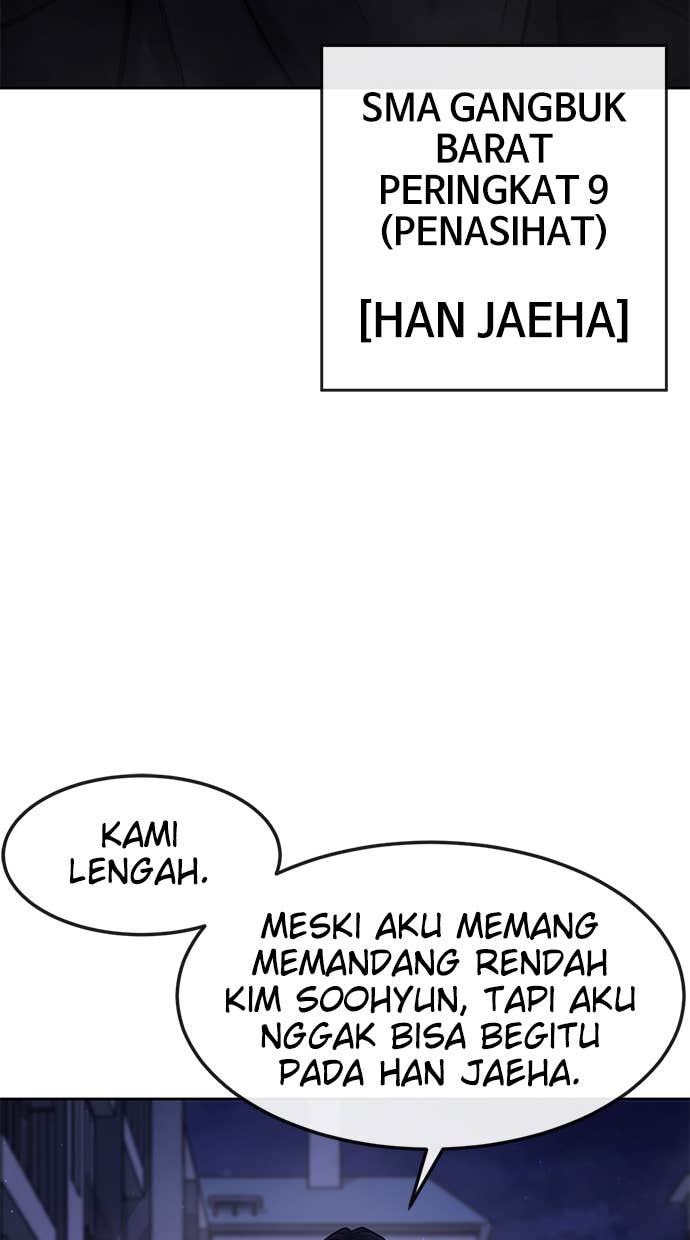 SMA GANGBUK
BARAT
PERINGKAT 9
(PENASIHAT)
[HAN JAEHA]
KAMI
LENGAH.
MESKI AKU MEMANG
MEMANDANG RENDAH
KIM SOOHYUN, TAPI AKU
NGGAK BISA BEGITU
PADA HAN JAEHA.